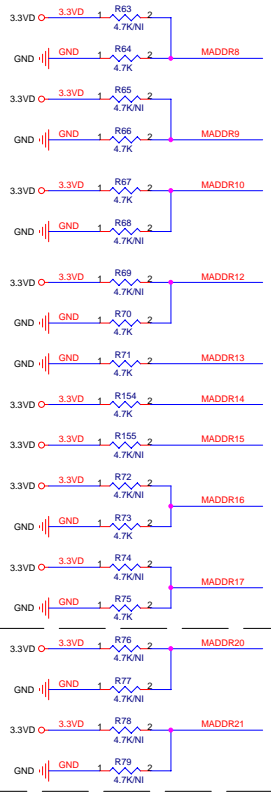 R63
3.3VD 3.3VD 1 2
4.7K/NI
R64
GND GND 1 2 MADDR8
4.7K
R65
3.3VD 3.3VD 1 2
4.7K/NI
R66
GND GND 1 2 MADDR9
4.7K
R67
3.3VD 3.3VD 1 2 MADDR10
4.7K
R68
GND GND 1 2
4.7K/NI
R69
3.3VD 3.3VD 1 2 MADDR12
4.7K/NI
R70
GND GND 1 2
4.7K
R71
GND GND 1 2 MADDR13
4.7K
R154
3.3VD 3.3VD 1 2 MADDR14
4.7K
R155
3.3VD 3.3VD 1 2 MADDR15
4.7K/NI
R72
3.3VD 3.3VD 1 2
4.7K/NI
MADDR16
R73
GND GND 1 2
4.7K
R74
3.3VD 3.3VD 1 2
4.7K/NI
MADDR17
R75
GND GND 1 2
4.7K
R76
3.3VD 3.3VD 1 2 MADDR20
4.7K/NI
R77
GND GND 1 2
4.7K/NI
R78
3.3VD 3.3VD 1 2 MADDR21
4.7K/NI
R79
GND GND 1 2
4.7K/NI